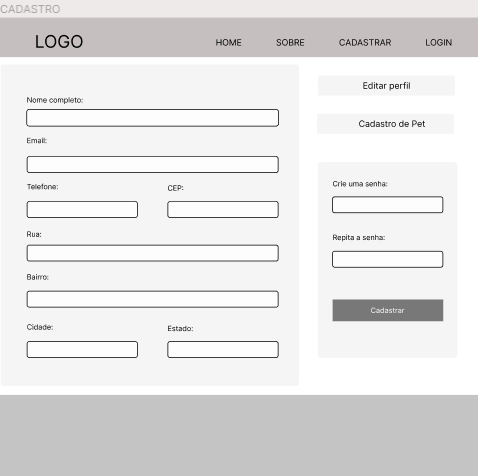 CADASTRO
LOGO HOME SOBRE CADASTRAR LOGIN
Nome completo:
Email:
Telefone: CEP:
Rua:
Bairro:
Cidade: Estado:
Editar perfil
Cadastro de Pet
Crie uma senha:
Repita a senha:
Cadastrar